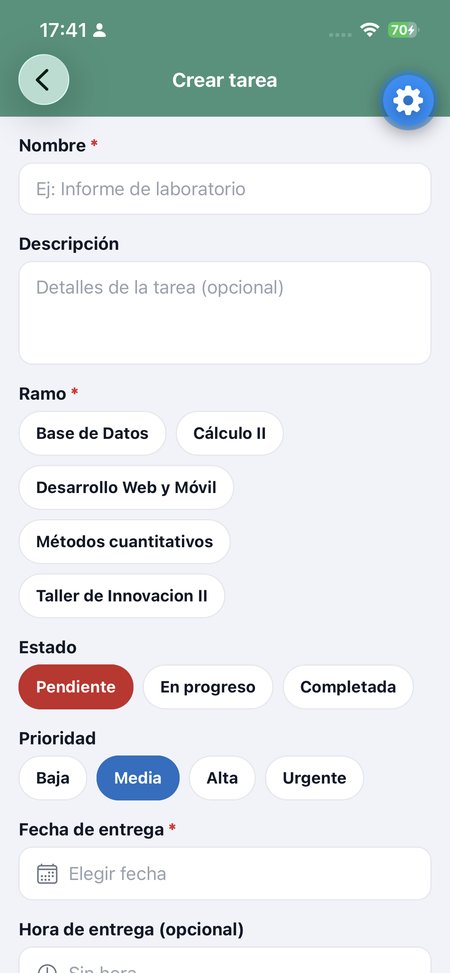 17:41
70
Crear tarea
Nombre *
Ej: Informe de laboratorio
Descripción
Detalles de la tarea (opcional)
Ramo *
Base de Datos
Cálculo II
Desarrollo Web y Móvil
Métodos cuantitativos
Taller de Innovacion II
Estado
Pendiente
En progreso
Completada
Prioridad
Baja
Media
Alta
Urgente
Fecha de entrega *
Elegir fecha
Hora de entrega (opcional)
Sin hora